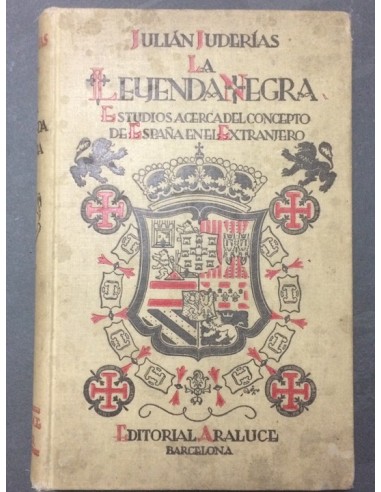 JULIÁN JUDERÍAS
LA
LEYENDA NEGRA
ESTUDIOS ACERCA DEL CONCEPTO
DE ESPAÑA EN EL EXTRANJERO
EDITORIAL ARALUCE
BARCELONA